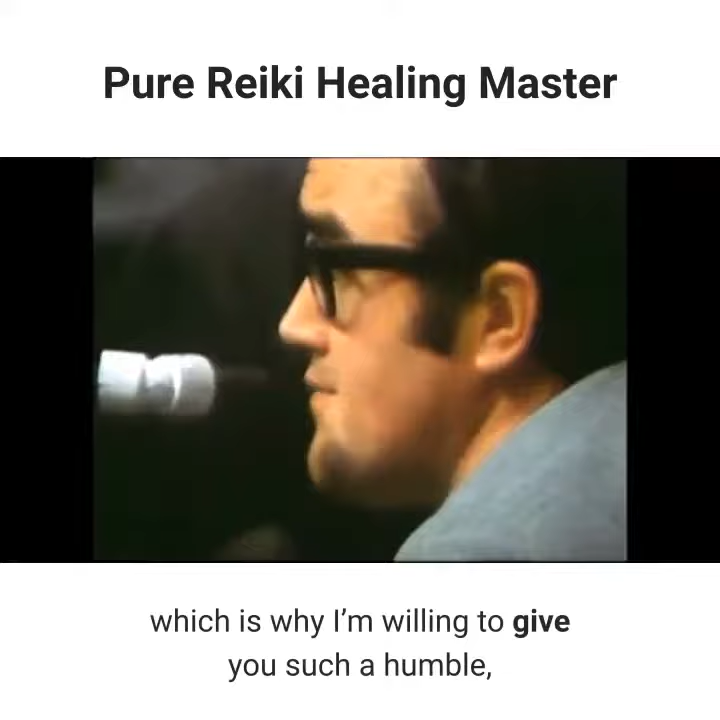 Pure Reiki Healing Master
which is why I’m willing to give
you such a humble,